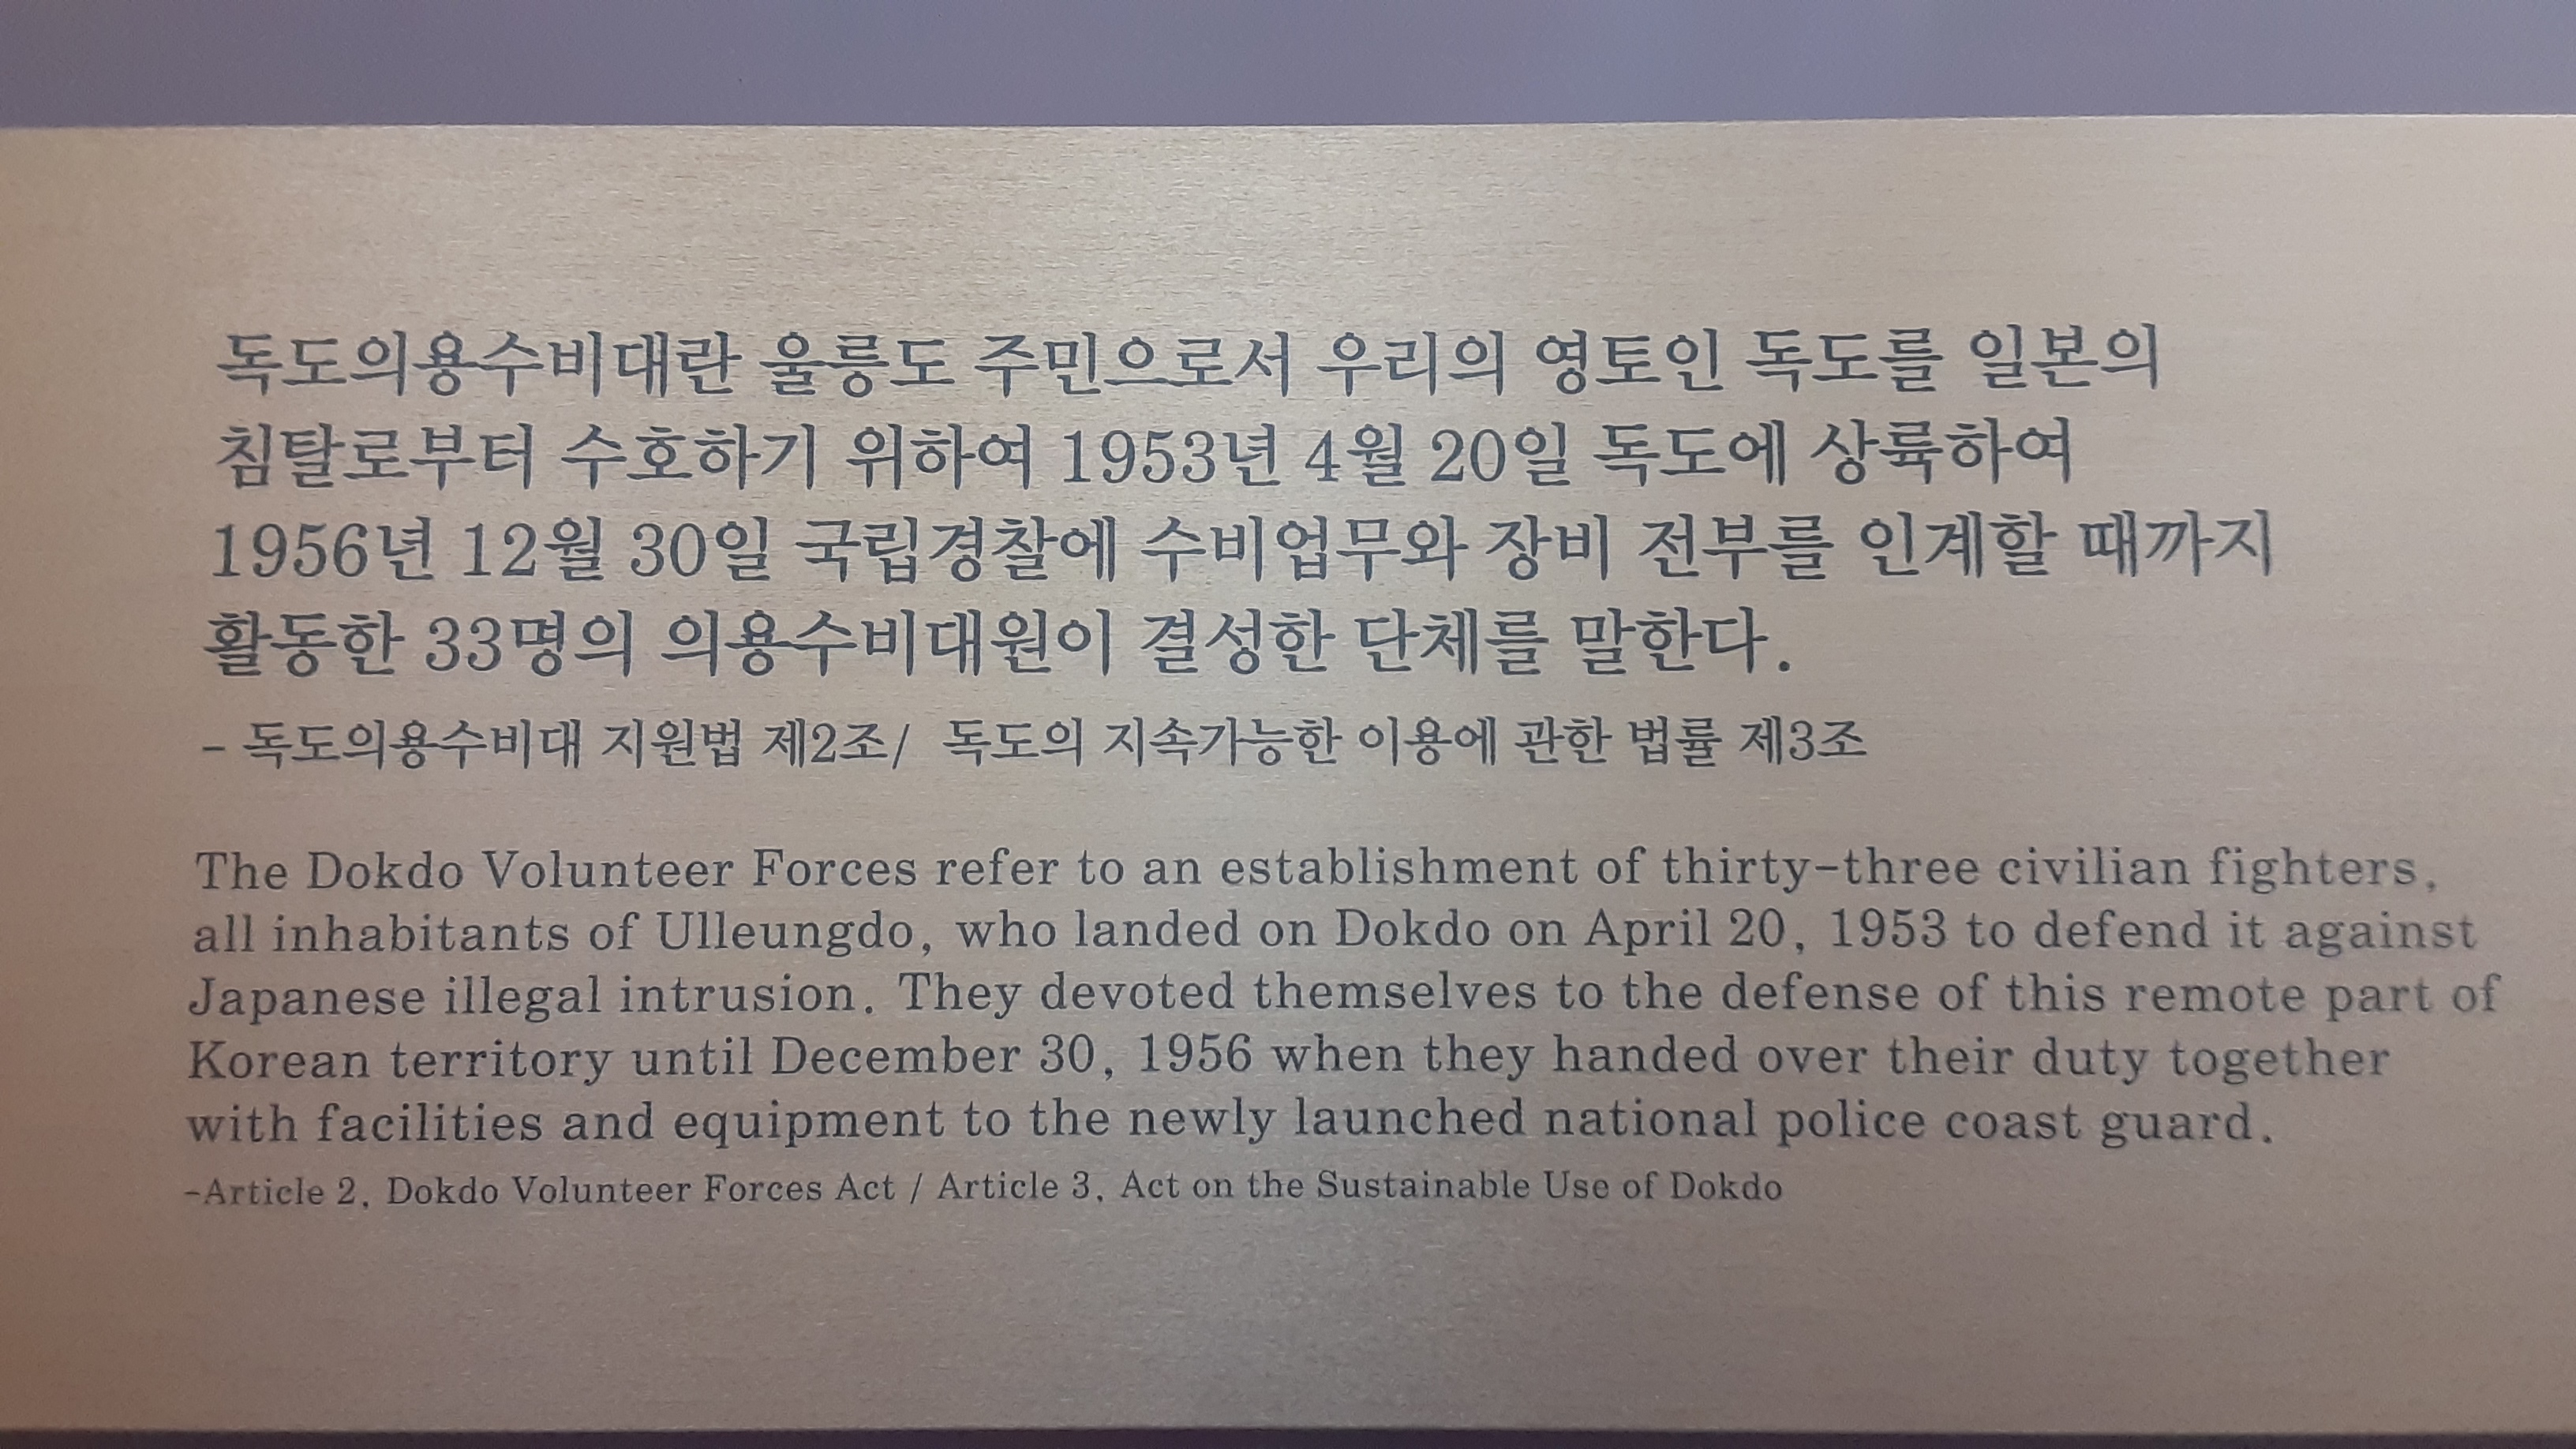 독도의용수비대란 울릉도 주민으로서 우리의 영토인 독도를 일본의
침탈로부터 수호하기 위하여 1953년 4월 20일 독도에 상륙하여
1956년 12월 30일 국립경찰에 수비업무와 장비 전부를 인계할 때까지
활동한 33명의 의용수비대원이 결성한 단체를 말한다.
- 독도의용수비대 지원법 제2조/ 독도의 지속가능한 이용에 관한 법률 제3조
The Dokdo Volunteer Forces refer to an establishment of thirty-three civilian fighters,
all inhabitants of Ulleungdo, who landed on Dokdo on April 20, 1953 to defend it against
Japanese illegal intrusion. They devoted themselves to the defense of this remote part of
Korean territory until December 30, 1956 when they handed over their duty together
with facilities and equipment to the newly launched national police coast guard.
-Article 2, Dokdo Volunteer Forces Act / Article 3, Act on the Sustainable Use of Dokdo